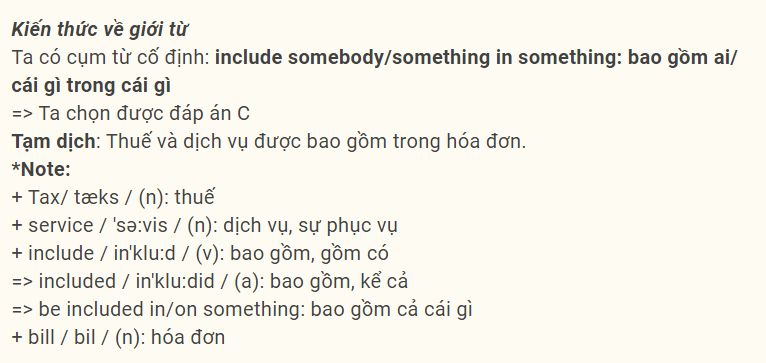 Kiến thức về giới từ
Ta có cụm từ cố định: include somebody/something in something: bao gồm ai/
cái gì trong cái gì
=> Ta chọn được đáp án C
Tạm dịch: Thuế và dịch vụ được bao gồm trong hóa đơn.
*Note:
+ Tax/ tæks / (n): thuế
+ service / 'sə:vis / (n): dịch vụ, sự phục vụ
+ include / in'klu:d / (v): bao gồm, gồm có
=> included / in'klu:did / (a): bao gồm, kể cả
=> be included in/on something: bao gồm cả cái gì
+ bill / bil / (n): hóa đơn